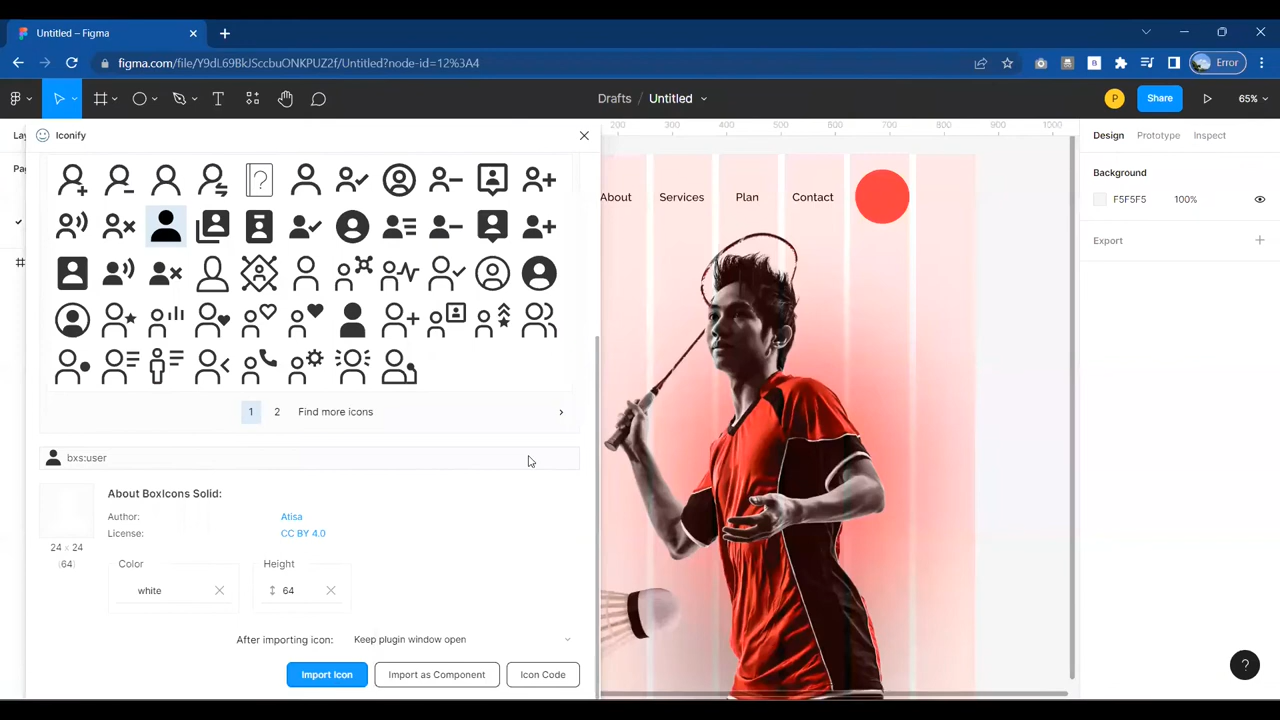 Untitled – Figma
figma.com/file/Y9dL69BkJSccbuONKPUZ2f/Untitled?node-id=12%3A4
Error
Drafts / Untitled
P
Share
65%
Lay
Iconify
200 300 400 500 600 700 800 900 1000
Design Prototype Inspect
Pag
Background
F5F5F5 100%
About Services Plan Contact
Export
1 2 Find more icons
bxs:user
About BoxIcons Solid:
Author: Atisa
License: CC BY 4.0
24 x 24
(64)
Color Height
white 64
After importing icon: Keep plugin window open
Import Icon Import as Component Icon Code
?